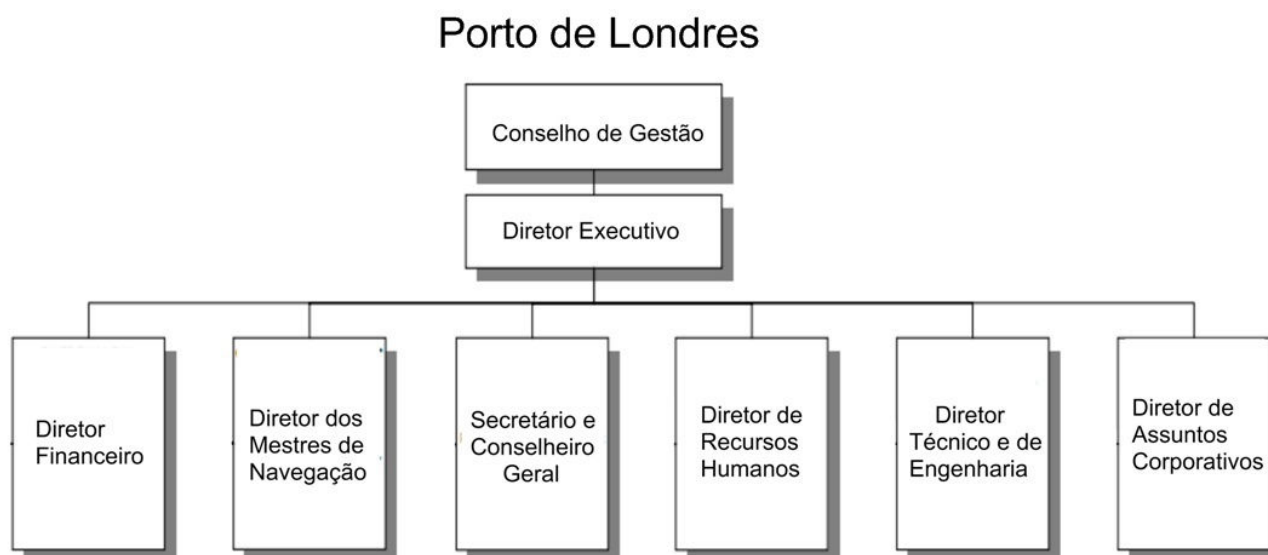 Porto de Londres
Conselho de Gestão
Diretor Executivo
Diretor
Financeiro
Diretor dos
Mestres de
Navegação
Secretário e
Conselheiro
Geral
Diretor de
Recursos
Humanos
Diretor
Técnico e de
Engenharia
Diretor de
Assuntos
Corporativos